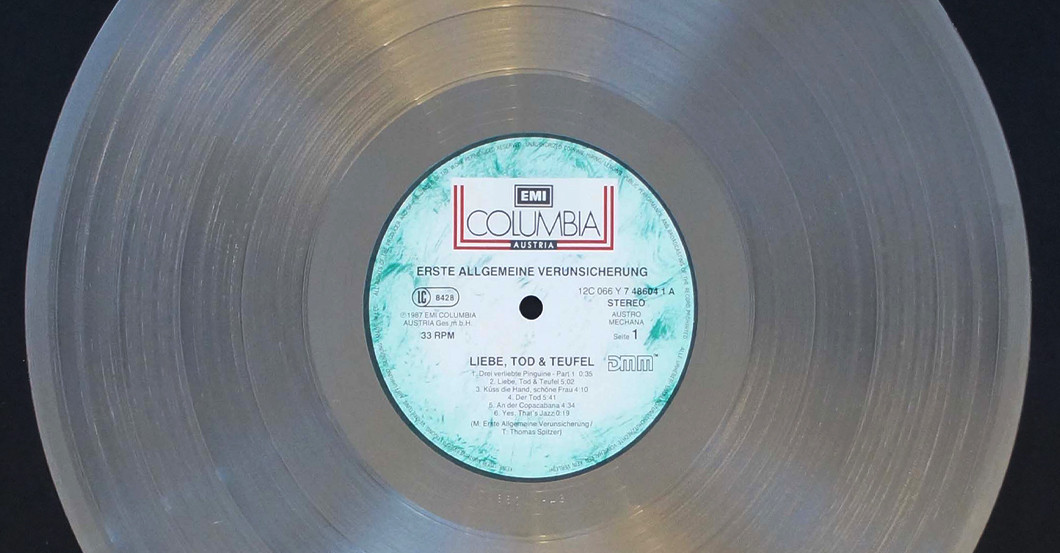 EMI
COLUMBIA
AUSTRIA
ERSTE ALLGEMEINE VERUNSICHERUNG
LC 8428
12C 066 Y 7 48604 1 A
STEREO
℗1987 EMI COLUMBIA
AUSTRIA Ges.m.b.H.
AUSTRO
MECHANA
33 RPM
Seite 1
LIEBE, TOD & TEUFEL
DMM™
1. Drei verliebte Pinguine - Part 1 0:35
2. Liebe, Tod & Teufel 5:02
3. Küss die Hand, schöne Frau 4:10
4. Der Tod 5:41
5. An der Copacabana 4:34
6. Yes, That's Jazz 0:19
(M: Erste Allgemeine Verunsicherung/
T: Thomas Spitzer)